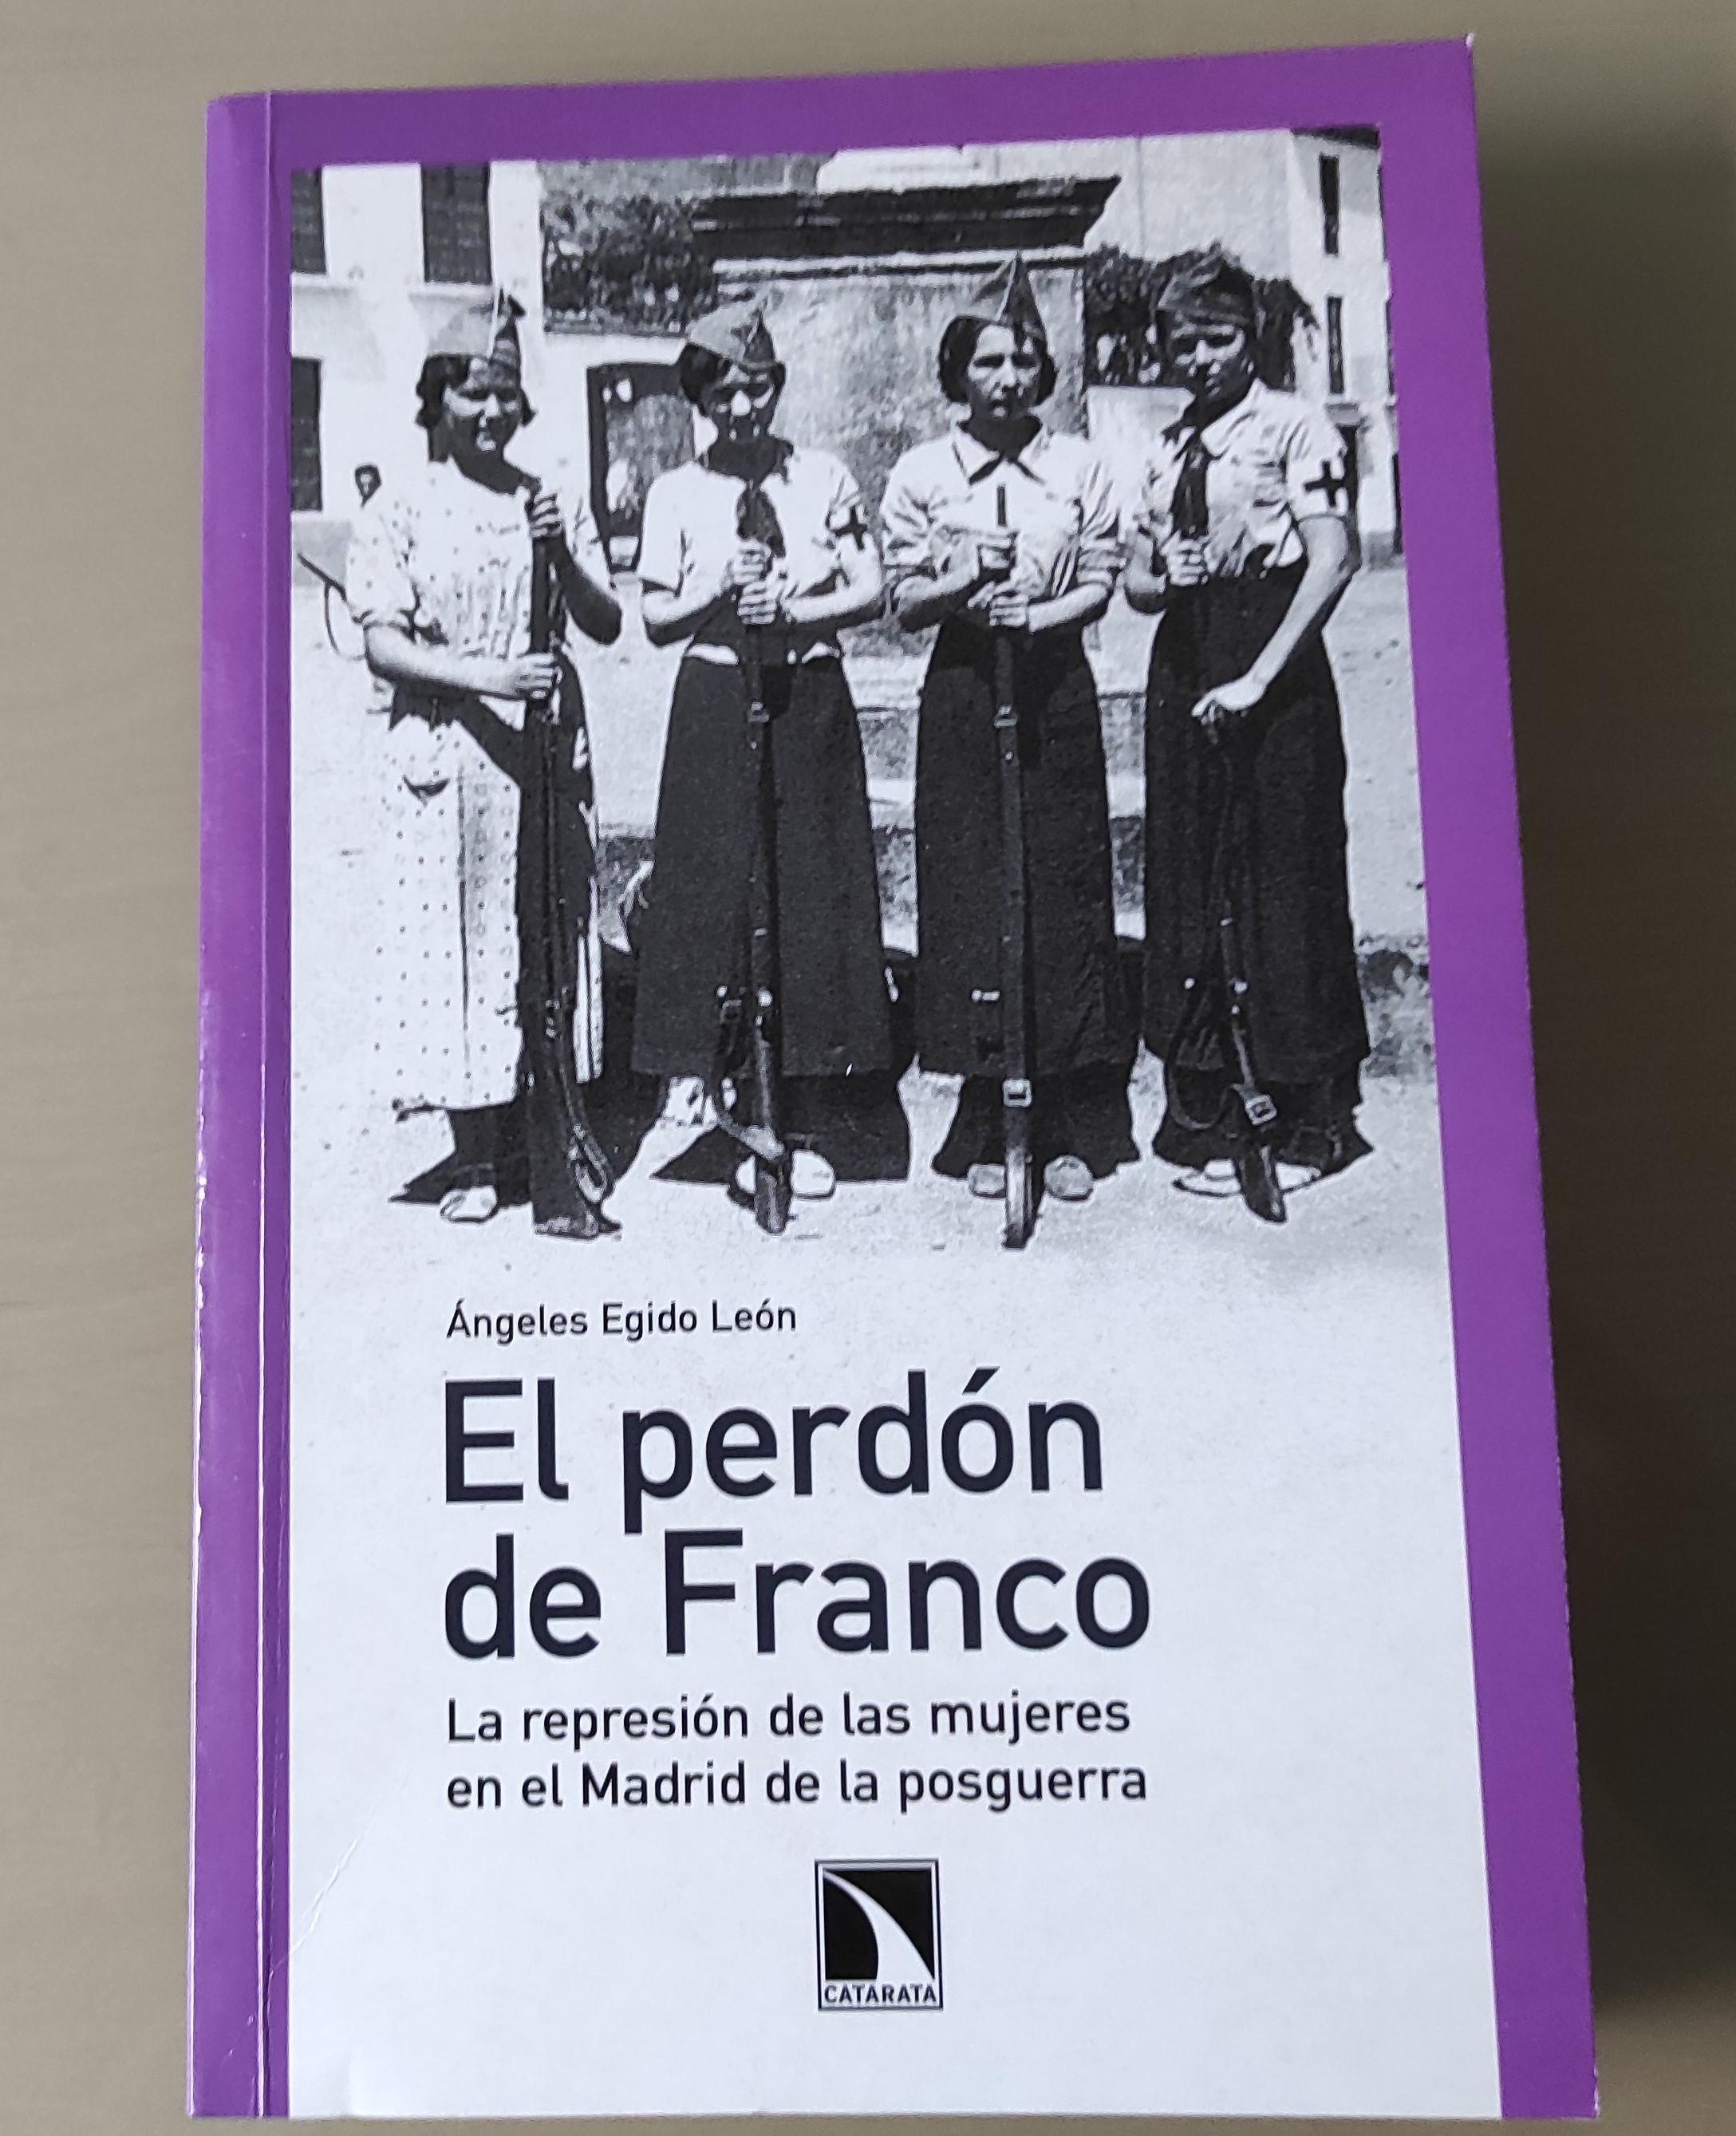 Ángeles Egido León
El perdón
de Franco
La represión de las mujeres
en el Madrid de la posguerra
CATARATA